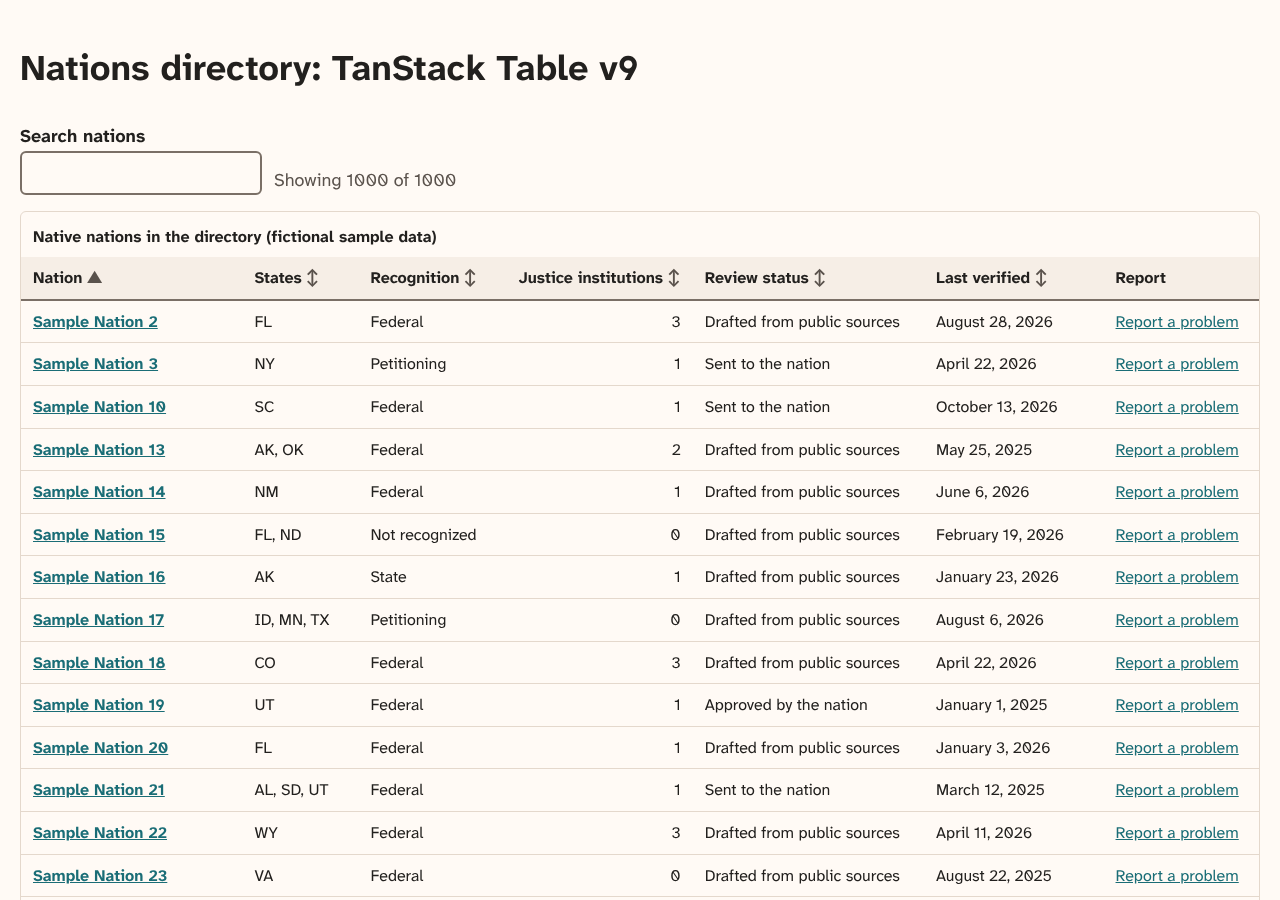 Nations directory: TanStack Table v9
Search nations
Showing 1000 of 1000
Native nations in the directory (fictional sample data)
Nation States Recognition Justice institutions Review status Last verified Report
Sample Nation 2 FL Federal 3 Drafted from public sources August 28, 2026 Report a problem
Sample Nation 3 NY Petitioning 1 Sent to the nation April 22, 2026 Report a problem
Sample Nation 10 SC Federal 1 Sent to the nation October 13, 2026 Report a problem
Sample Nation 13 AK, OK Federal 2 Drafted from public sources May 25, 2025 Report a problem
Sample Nation 14 NM Federal 1 Drafted from public sources June 6, 2026 Report a problem
Sample Nation 15 FL, ND Not recognized 0 Drafted from public sources February 19, 2026 Report a problem
Sample Nation 16 AK State 1 Drafted from public sources January 23, 2026 Report a problem
Sample Nation 17 ID, MN, TX Petitioning 0 Drafted from public sources August 6, 2026 Report a problem
Sample Nation 18 CO Federal 3 Drafted from public sources April 22, 2026 Report a problem
Sample Nation 19 UT Federal 1 Approved by the nation January 1, 2025 Report a problem
Sample Nation 20 FL Federal 1 Drafted from public sources January 3, 2026 Report a problem
Sample Nation 21 AL, SD, UT Federal 1 Sent to the nation March 12, 2025 Report a problem
Sample Nation 22 WY Federal 3 Drafted from public sources April 11, 2026 Report a problem
Sample Nation 23 VA Federal 0 Drafted from public sources August 22, 2025 Report a problem